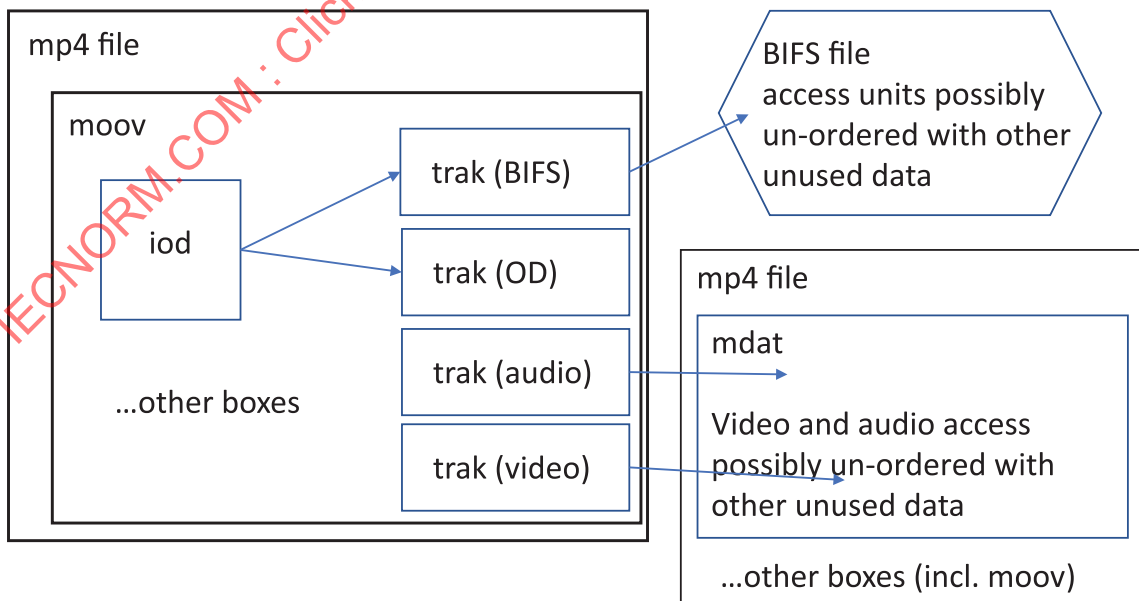 mp4 file
moov
iod
...other boxes
trak (BIFS)
trak (OD)
trak (audio)
trak (video)
BIFS file
access units possibly
un-ordered with other
unused data
mp4 file
mdat
Video and audio access
possibly un-ordered with
other unused data
...other boxes (incl. moov)
IECNORM.COM : Clic